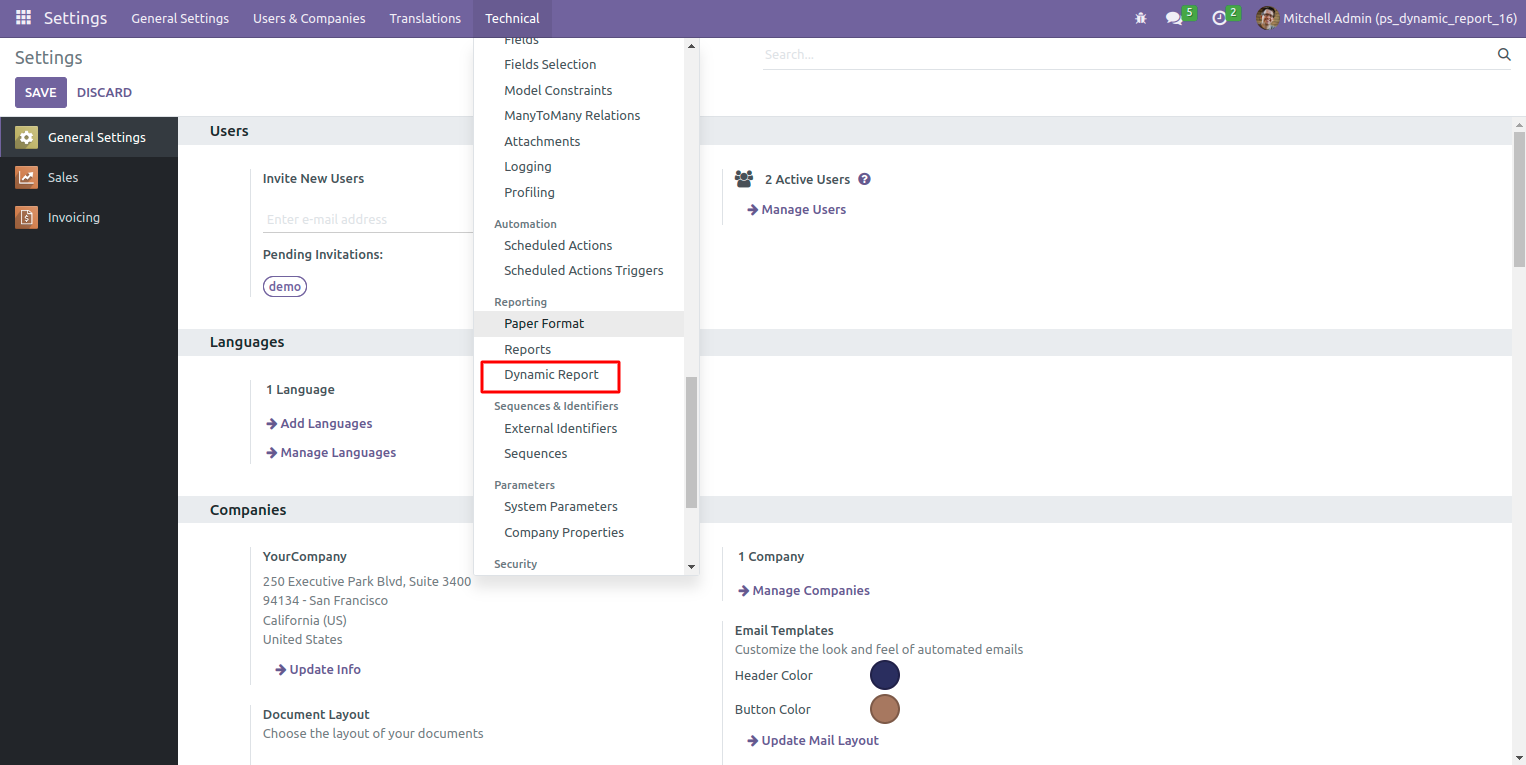 Settings
General Settings
Users & Companies
Translations
Technical
5
2
Mitchell Admin (ps_dynamic_report_16)
Settings
Search...
SAVE
DISCARD
General Settings
Sales
Invoicing
Fields
Fields Selection
Model Constraints
ManyToMany Relations
Attachments
Logging
Profiling
Automation
Scheduled Actions
Scheduled Actions Triggers
Reporting
Paper Format
Reports
Dynamic Report
Sequences & Identifiers
External Identifiers
Sequences
Parameters
System Parameters
Company Properties
Security
Users
Invite New Users
Enter e-mail address
Pending Invitations:
demo
2 Active Users
Manage Users
Languages
1 Language
Add Languages
Manage Languages
Companies
YourCompany
250 Executive Park Blvd, Suite 3400
94134 - San Francisco
California (US)
United States
Update Info
1 Company
Manage Companies
Email Templates
Customize the look and feel of automated emails
Header Color
Button Color
Update Mail Layout
Document Layout
Choose the layout of your documents